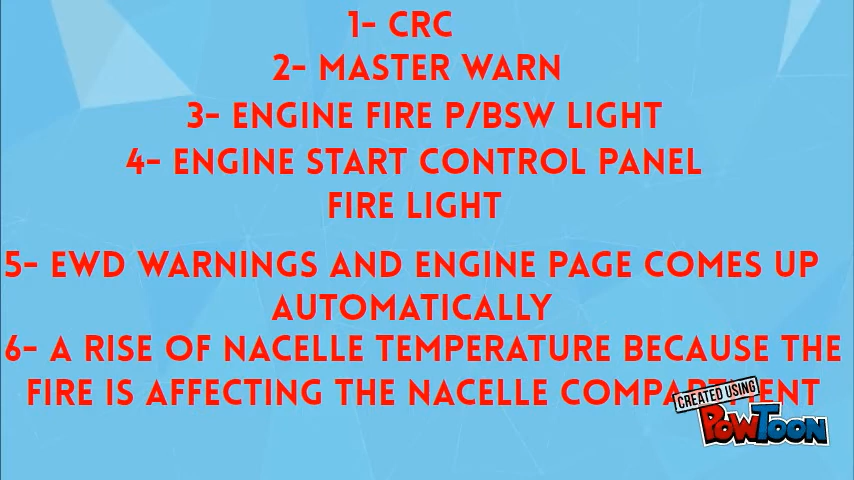 1- CRC
2- MASTER WARN
3- ENGINE FIRE P/BSW LIGHT
4- ENGINE START CONTROL PANEL
FIRE LIGHT
5- EWD WARNINGS AND ENGINE PAGE COMES UP
AUTOMATICALLY
6- A RISE OF NACELLE TEMPERATURE BECAUSE THE
FIRE IS AFFECTING THE NACELLE COMPARTMENT
CREATED USING
POWTOON